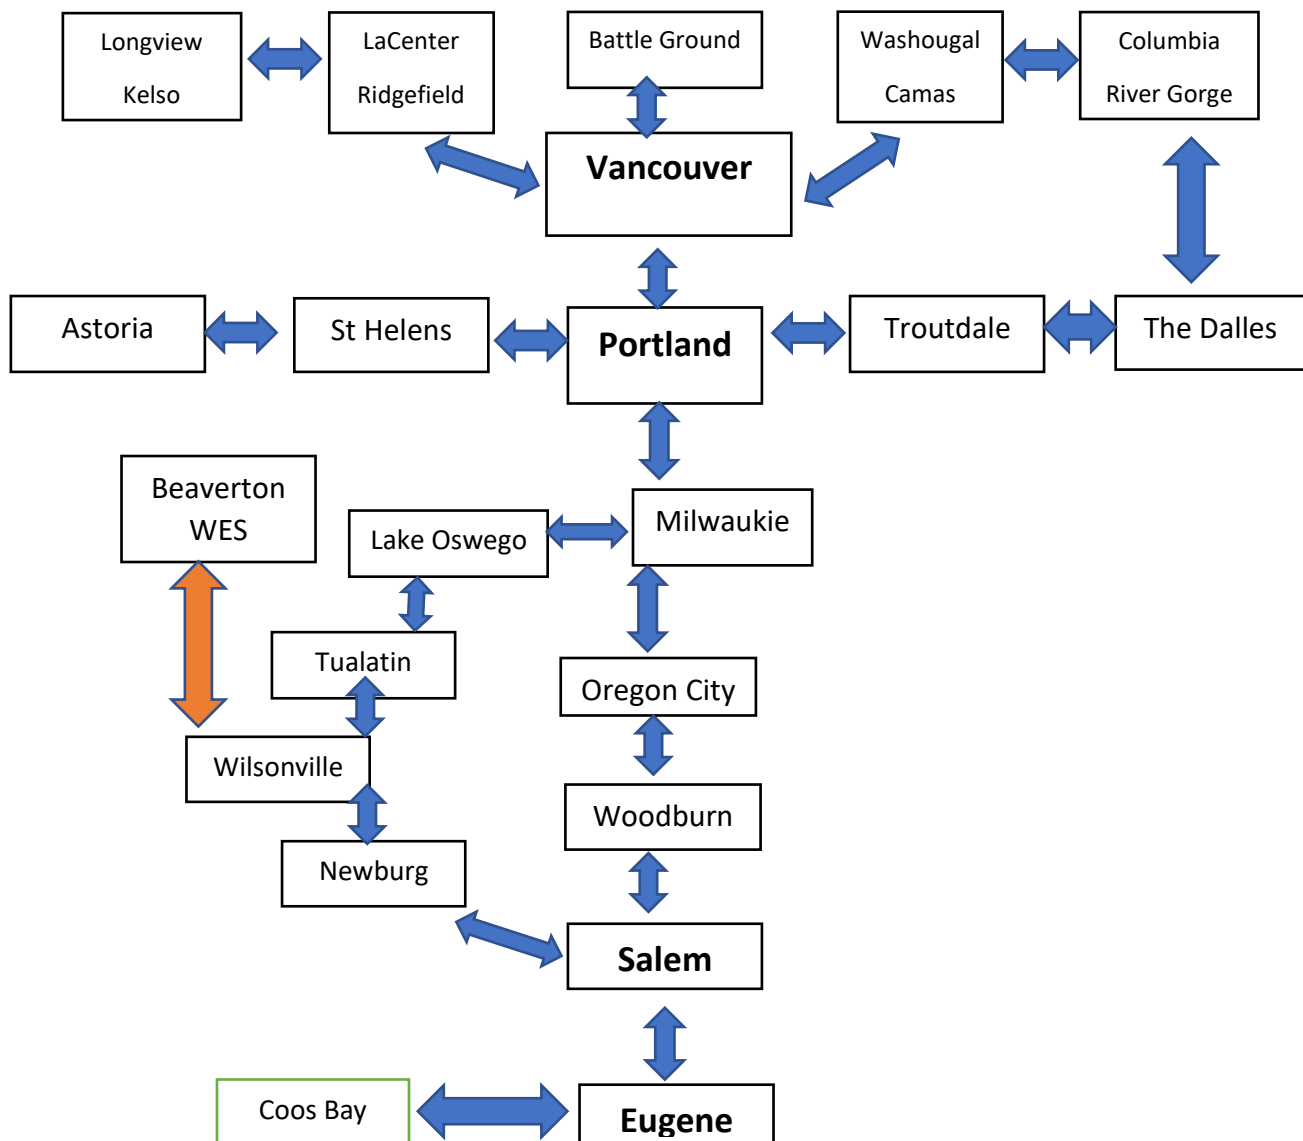 Longview
Kelso
LaCenter
Ridgefield
Battle Ground
Washougal
Camas
Columbia
River Gorge
Vancouver
Astoria
St Helens
Portland
Troutdale
The Dalles
Beaverton
WES
Lake Oswego
Milwaukie
Tualatin
Oregon City
Wilsonville
Woodburn
Newburg
Salem
Coos Bay
Eugene